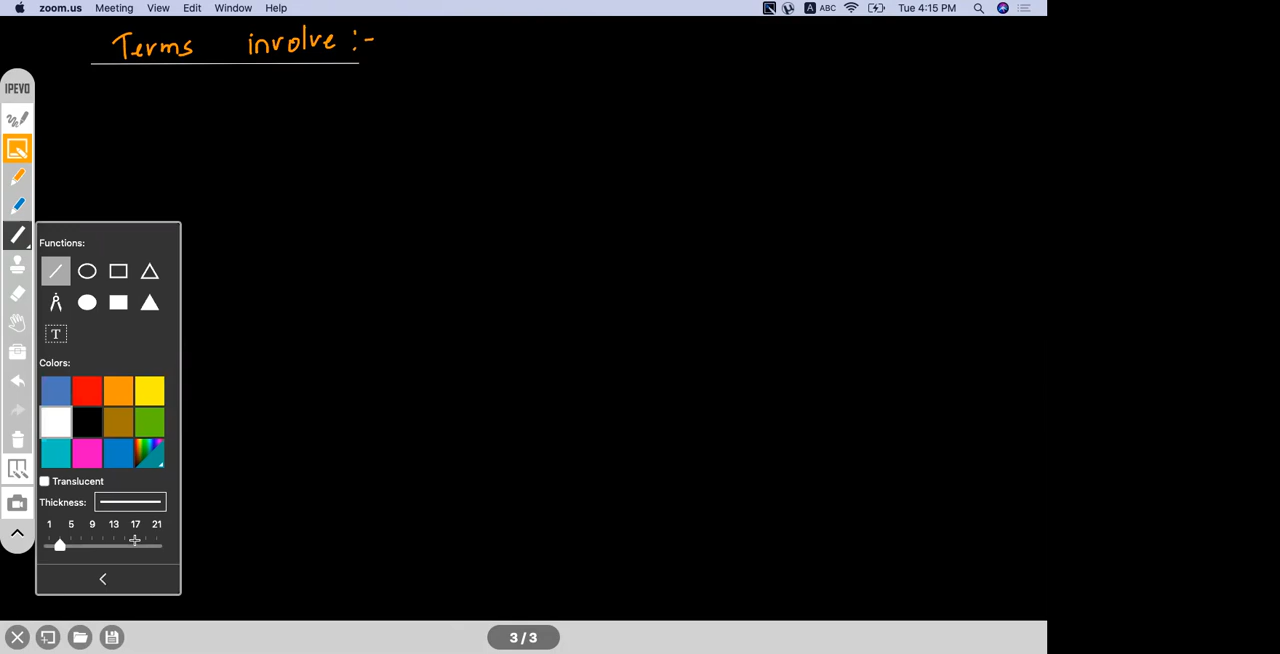 zoom.us Meeting View Edit Window Help A ABC Tue 4:15 PM
Terms involve :-
IPEVO
Functions:
T
Colors:
Translucent
Thickness:
1 5 9 13 17 21
3 / 3